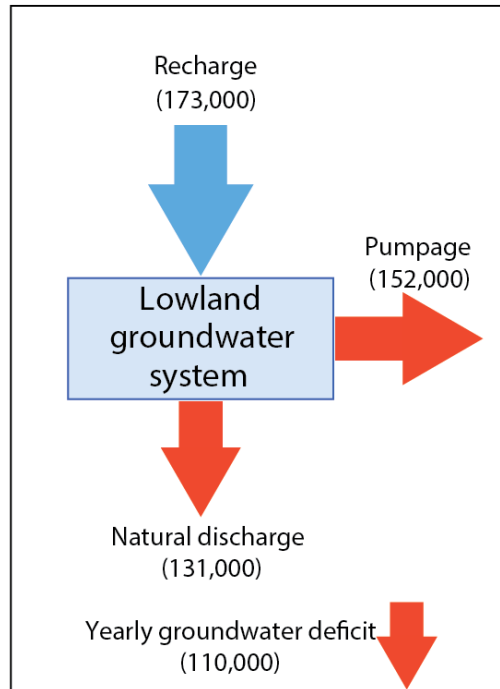 Recharge
(173,000)
Pumpage
(152,000)
Lowland
groundwater
system
Natural discharge
(131,000)
Yearly groundwater deficit
(110,000)